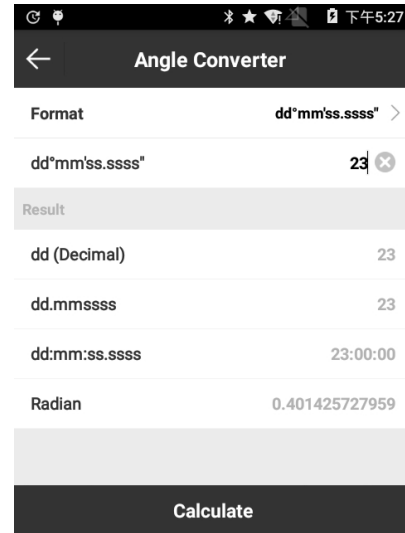 下午5:27
Angle Converter
Format dd°mm'ss.ssss" >
dd°mm'ss.ssss" 23
Result
dd (Decimal) 23
dd.mmssss 23
dd:mm:ss.ssss 23:00:00
Radian 0.401425727959
Calculate